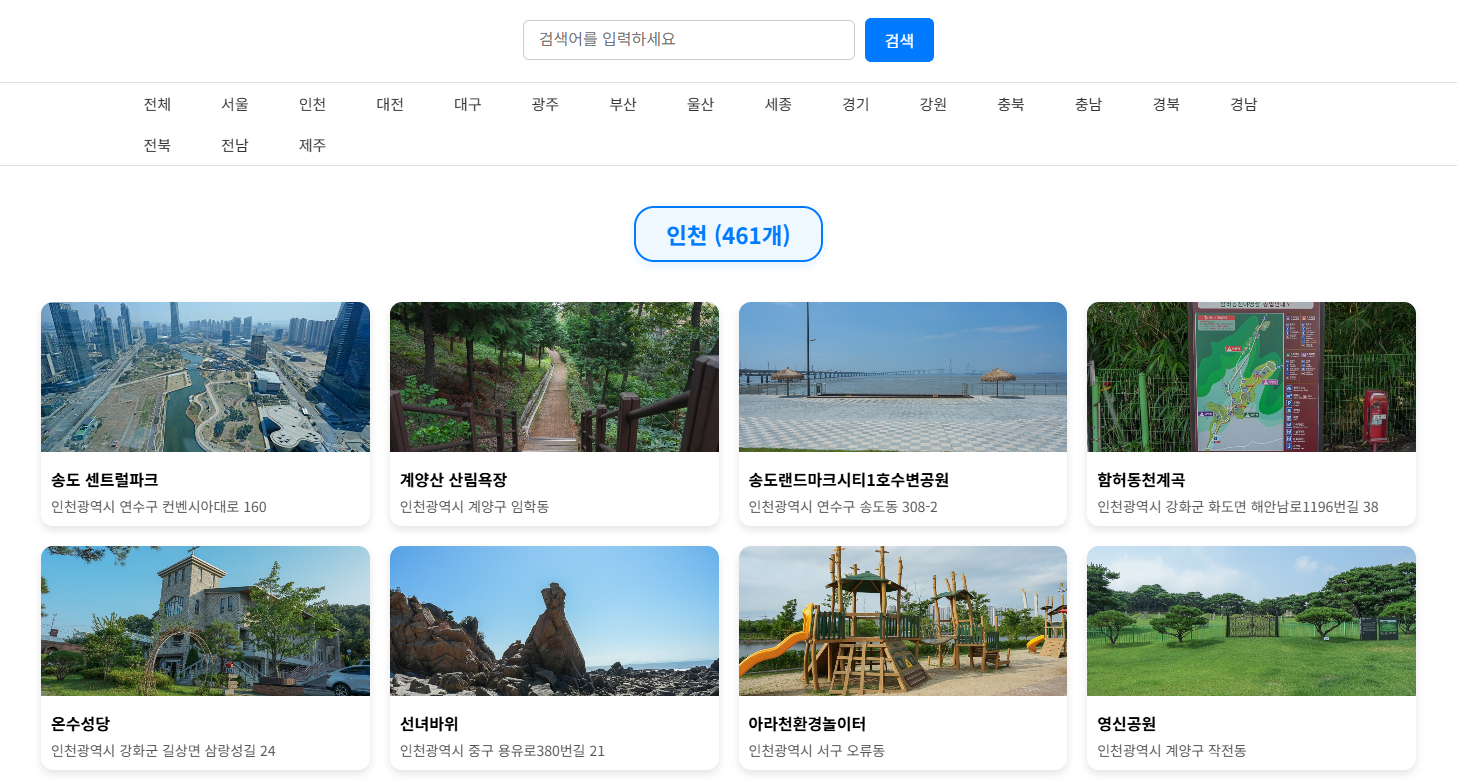 검색어를 입력하세요 검색
전체 서울 인천 대전 대구 광주 부산 울산 세종 경기 강원 충북 충남 경북 경남
전북 전남 제주
인천 (461개)
송도 센트럴파크
인천광역시 연수구 컨벤시아대로 160
계양산 산림욕장
인천광역시 계양구 임학동
송도랜드마크시티1호수변공원
인천광역시 연수구 송도동 308-2
함허동천계곡
인천광역시 강화군 화도면 해안남로1196번길 38
온수성당
인천광역시 강화군 길상면 삼랑성길 24
선녀바위
인천광역시 중구 용유로380번길 21
아라천환경놀이터
인천광역시 서구 오류동
영신공원
인천광역시 계양구 작전동